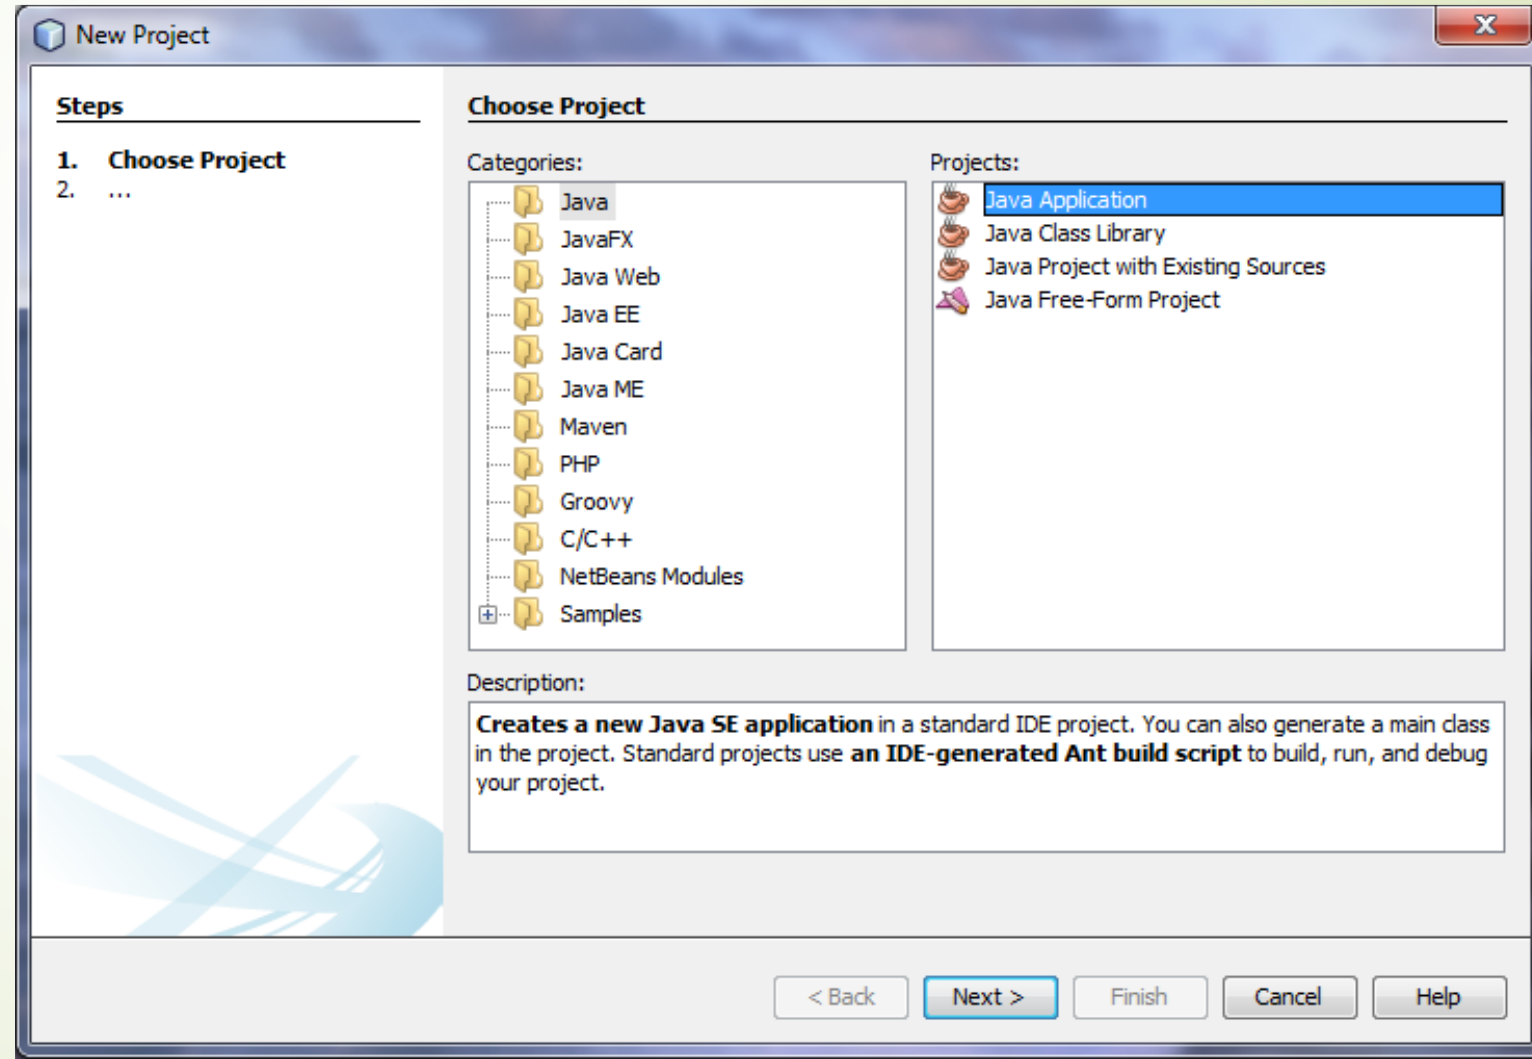 New Project
Steps
1. Choose Project
2. ...
Choose Project
Categories:
Java
JavaFX
Java Web
Java EE
Java Card
Java ME
Maven
PHP
Groovy
C/C++
NetBeans Modules
Samples
Projects:
Java Application
Java Class Library
Java Project with Existing Sources
Java Free-Form Project
Description:
Creates a new Java SE application in a standard IDE project. You can also generate a main class
in the project. Standard projects use an IDE-generated Ant build script to build, run, and debug
your project.
< Back
Next >
Finish
Cancel
Help